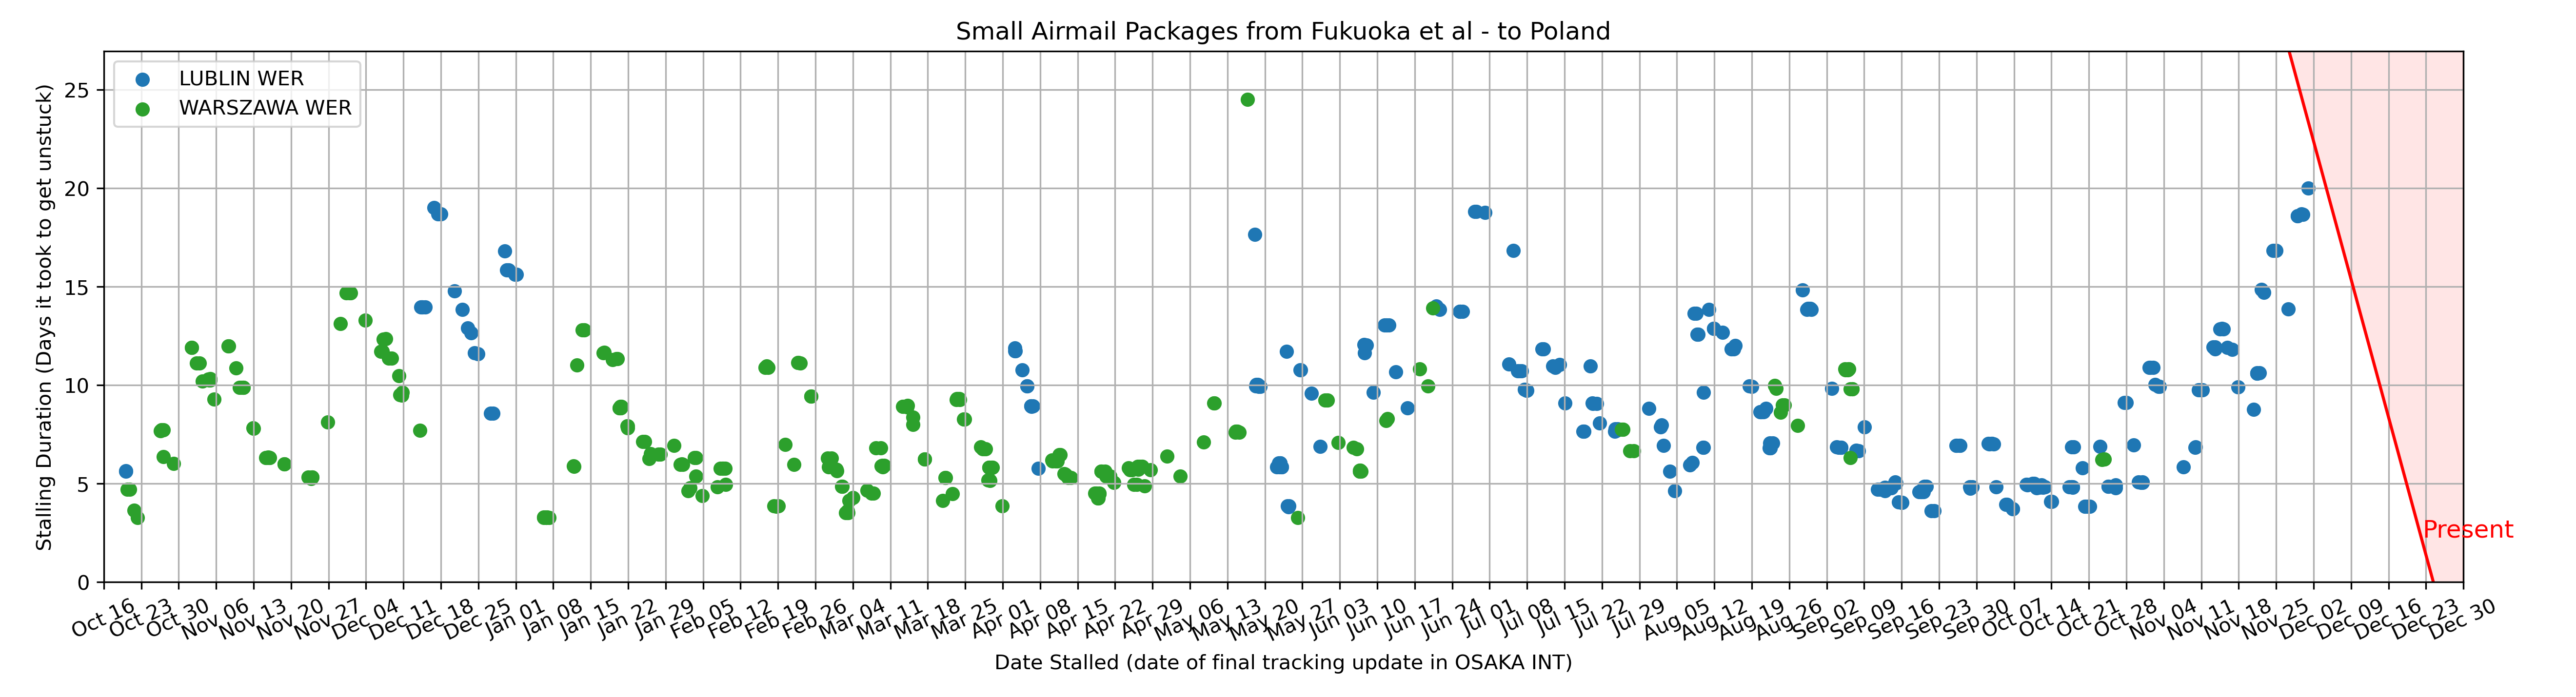 Small Airmail Packages from Fukuoka et al - to Poland
LUBLIN WER
WARSZAWA WER
Stalling Duration (Days it took to get unstuck)
25
20
15
10
5
0
Present
Oct 16
Oct 23
Oct 30
Nov 06
Nov 13
Nov 20
Nov 27
Dec 04
Dec 11
Dec 18
Dec 25
Jan 01
Jan 08
Jan 15
Jan 22
Jan 29
Feb 05
Feb 12
Feb 19
Feb 26
Mar 04
Mar 11
Mar 18
Mar 25
Apr 01
Apr 08
Apr 15
Apr 22
Apr 29
May 06
May 13
May 20
May 27
Jun 03
Jun 10
Jun 17
Jun 24
Jul 01
Jul 08
Jul 15
Jul 22
Jul 29
Aug 05
Aug 12
Aug 19
Aug 26
Sep 02
Sep 09
Sep 16
Sep 23
Sep 30
Oct 07
Oct 14
Oct 21
Oct 28
Nov 04
Nov 11
Nov 18
Nov 25
Dec 02
Dec 09
Dec 16
Dec 23
Dec 30
Date Stalled (date of final tracking update in OSAKA INT)